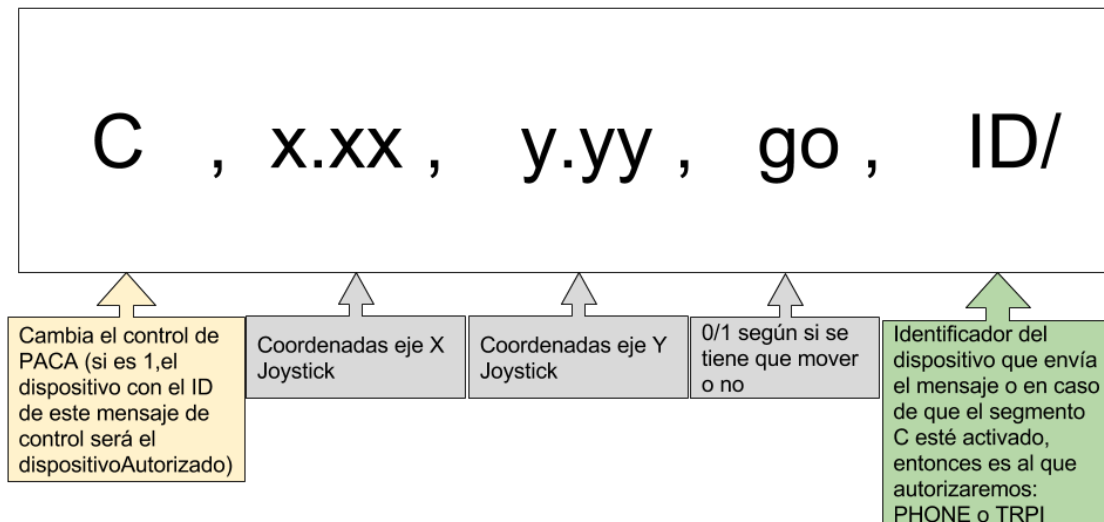 C , x.xx , y.yy , go , ID/
Cambia el control de
PACA (si es 1,el
dispositivo con el ID
de este mensaje de
control será el
dispositivoAutorizado)
Coordenadas eje X
Joystick
Coordenadas eje Y
Joystick
0/1 según si se
tiene que mover
o no
Identificador del
dispositivo que envía
el mensaje o en caso
de que el segmento
C esté activado,
entonces es al que
autorizaremos:
PHONE o TRPI